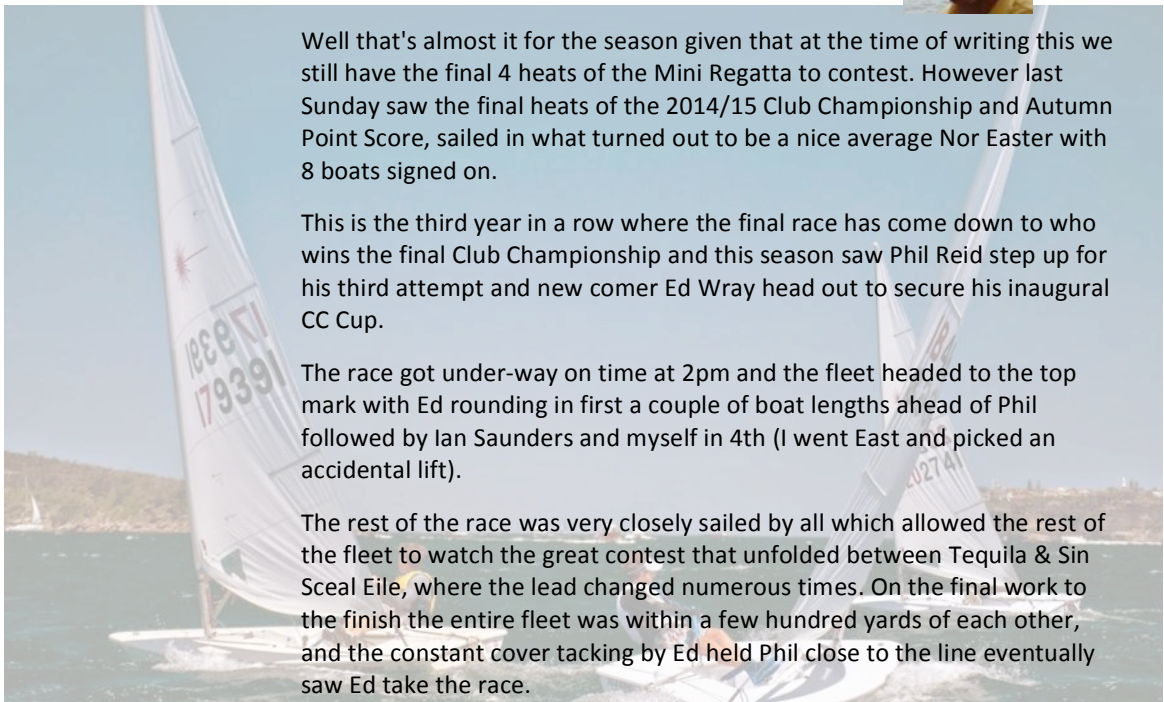 Well that's almost it for the season given that at the time of writing this we
still have the final 4 heats of the Mini Regatta to contest. However last
Sunday saw the final heats of the 2014/15 Club Championship and Autumn
Point Score, sailed in what turned out to be a nice average Nor Easter with
8 boats signed on.
This is the third year in a row where the final race has come down to who
wins the final Club Championship and this season saw Phil Reid step up for
his third attempt and new comer Ed Wray head out to secure his inaugural
CC Cup.
The race got under-way on time at 2pm and the fleet headed to the top
mark with Ed rounding in first a couple of boat lengths ahead of Phil
followed by Ian Saunders and myself in 4th (I went East and picked an
accidental lift).
The rest of the race was very closely sailed by all which allowed the rest of
the fleet to watch the great contest that unfolded between Tequila & Sin
Sceal Eile, where the lead changed numerous times. On the final work to
the finish the entire fleet was within a few hundred yards of each other,
and the constant cover tacking by Ed held Phil close to the line eventually
saw Ed take the race.
179391